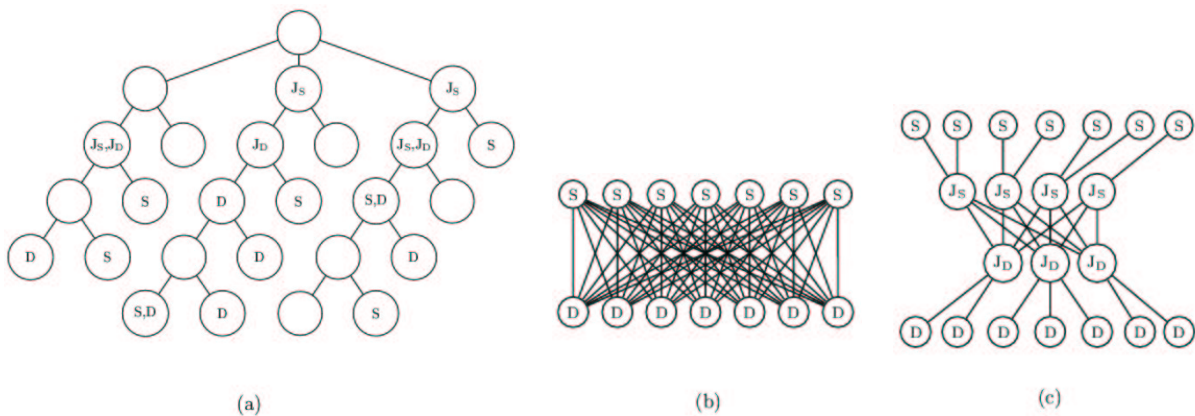 J_S J_S
J_S,J_D J_D J_S,J_D S
S D S S,D
D S D D
S,D D S
(a)
S S S S S S S
D D D D D D D
(b)
S S S S S S S
J_S J_S J_S J_S
J_D J_D J_D
D D D D D D D
(c)